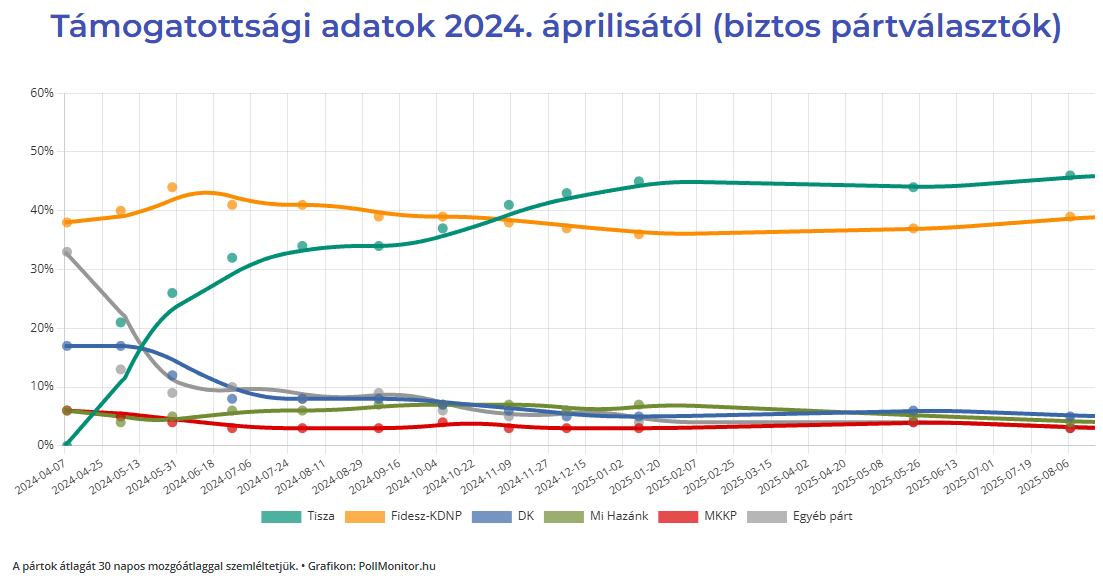 Támogatottsági adatok 2024. áprilisától (biztos pártválasztók)
60%
50%
40%
30%
20%
10%
0%
2024-04-07 2024-04-25 2024-05-13 2024-05-31 2024-06-18 2024-07-06 2024-07-24 2024-08-11 2024-08-29 2024-09-16 2024-10-04 2024-10-22 2024-11-09 2024-11-27 2024-12-15 2025-01-02 2025-01-20 2025-02-07 2025-02-25 2025-03-15 2025-04-02 2025-04-20 2025-05-08 2025-05-26 2025-06-13 2025-07-01 2025-07-19 2025-08-06
Tisza Fidesz-KDNP DK Mi Hazánk MKKP Egyéb párt
A pártok átlagát 30 napos mozgóátlaggal szemléltetjük. • Grafikon: PollMonitor.hu